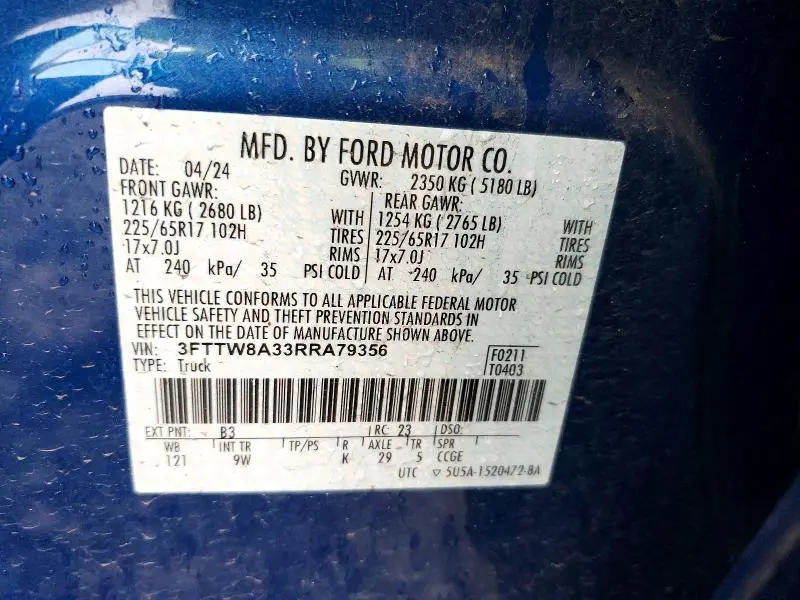 MFD. BY FORD MOTOR CO.
DATE: 04/24 GVWR: 2350 KG ( 5180 LB)
FRONT GAWR: REAR GAWR:
1216 KG ( 2680 LB) WITH 1254 KG ( 2765 LB) WITH
225/65R17 102H TIRES 225/65R17 102H TIRES
17x7.0J RIMS 17x7.0J RIMS
AT 240 kPa/ 35 PSI COLD AT 240 kPa/ 35 PSI COLD
THIS VEHICLE CONFORMS TO ALL APPLICABLE FEDERAL MOTOR
VEHICLE SAFETY AND THEFT PREVENTION STANDARDS IN
EFFECT ON THE DATE OF MANUFACTURE SHOWN ABOVE.
VIN: 3FTTW8A33RRA79356 F0211
TYPE: Truck T0403
EXT PNT: B3 RC: 23 DSO:
WB INT TR TP/PS R AXLE TR SPR
121 9W K 29 5 CCGE
UTC ▽ 5U5A-1520472-8A